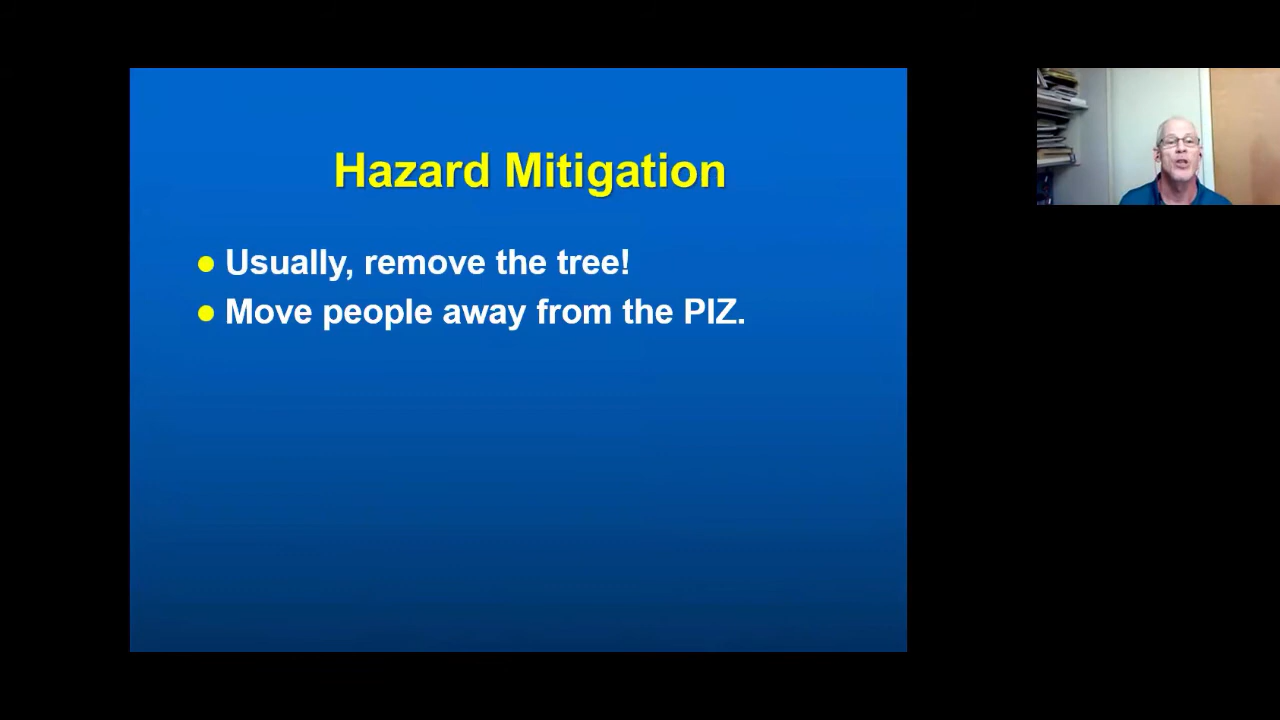 Hazard Mitigation
Usually, remove the tree!
Move people away from the PIZ.